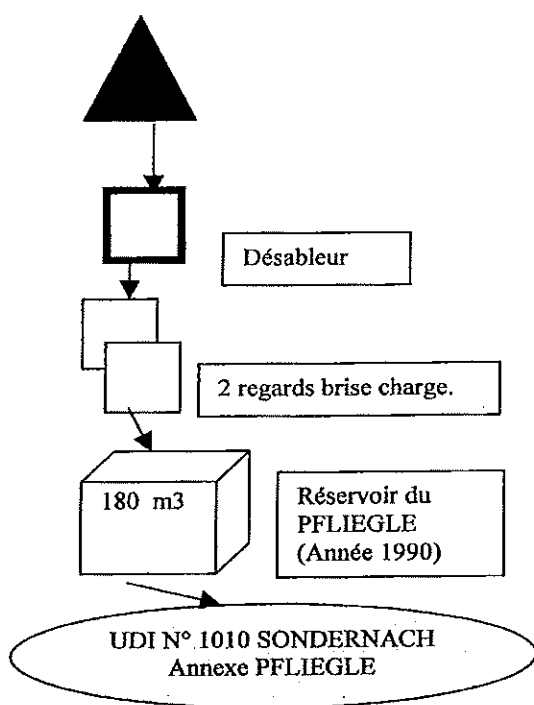 Désableur
2 regards brise charge.
180 m3
Réservoir du
PFLIEGLE
(Année 1990)
UDI N° 1010 SONDERNACH
Annexe PFLIEGLE